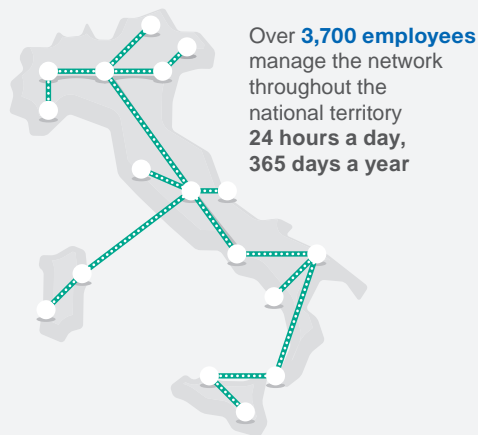 Over 3,700 employees
manage the network
throughout the
national territory
24 hours a day,
365 days a year